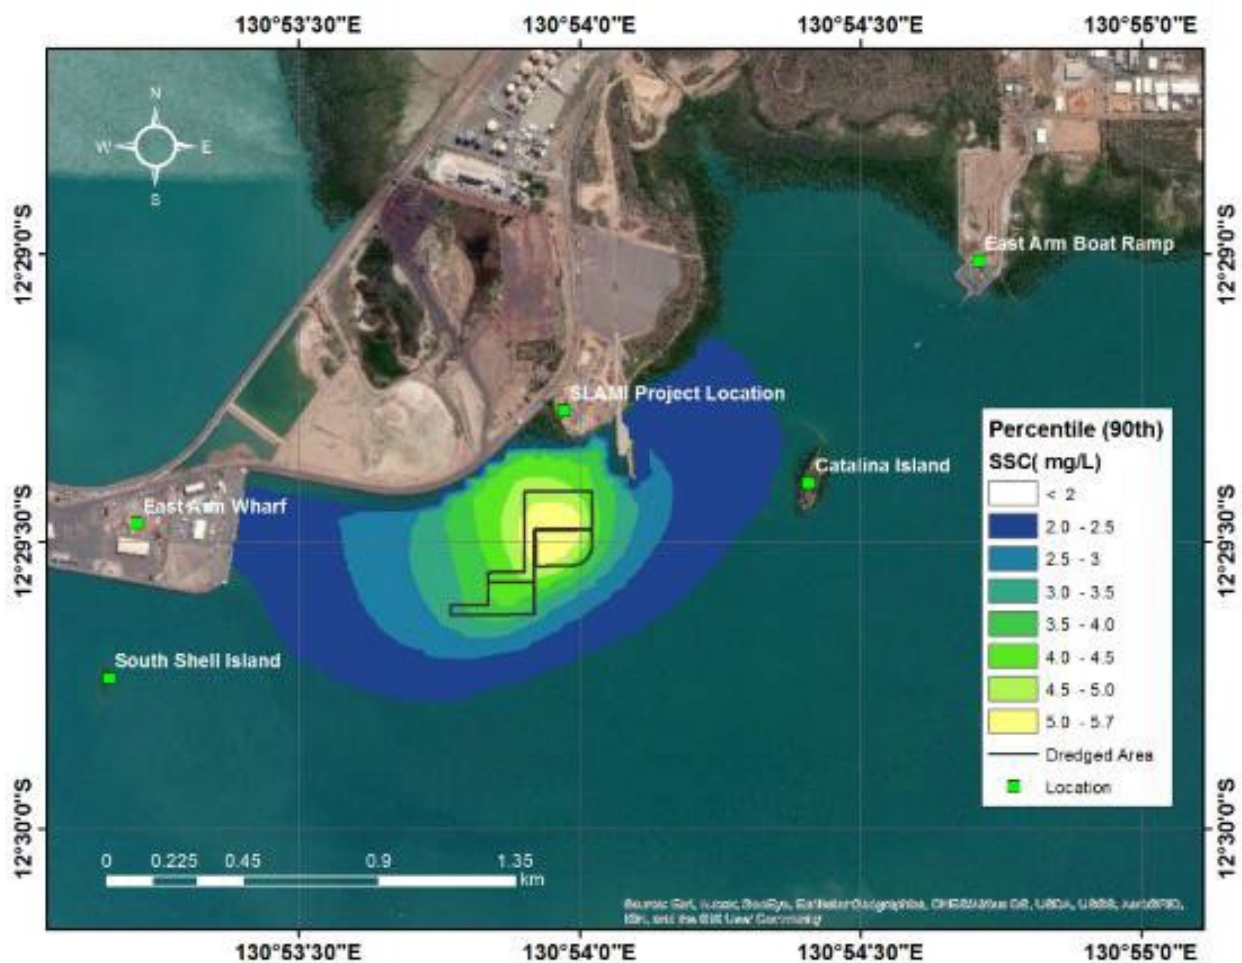 130°53'30"E 130°54'0"E 130°54'30"E 130°55'0"E
N
W E
S
12°29'0"S
12°29'0"S
East Arm Boat Ramp
SLAMI Project Location
Catalina Island
East Arm Wharf
12°29'30"S
12°29'30"S
South Shell Island
Percentile (90th)
SSC( mg/L)
< 2
2.0 - 2.5
2.5 - 3
3.0 - 3.5
3.5 - 4.0
4.0 - 4.5
4.5 - 5.0
5.0 - 5.7
Dredged Area
Location
12°30'0"S
12°30'0"S
0 0.225 0.45 0.9 1.35
km
and the GIS User Community
130°53'30"E 130°54'0"E 130°54'30"E 130°55'0"E